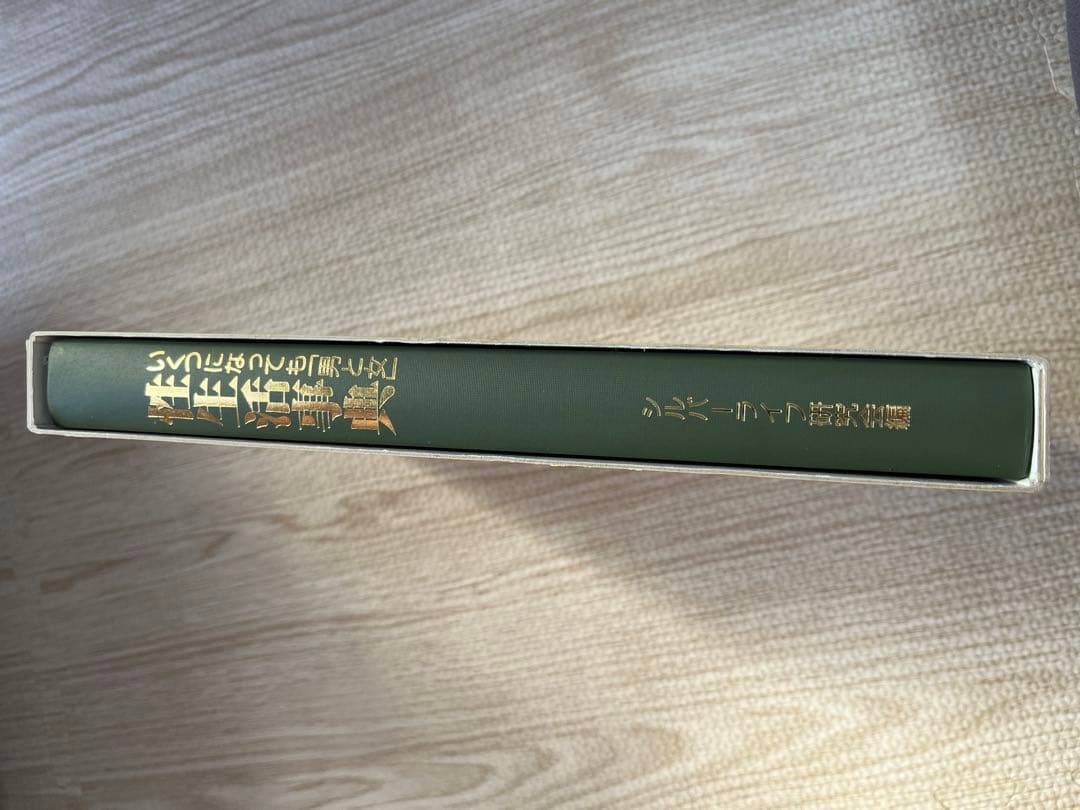 いくつになっても「男と女」
性生活事典
シルバーライフ研究会編